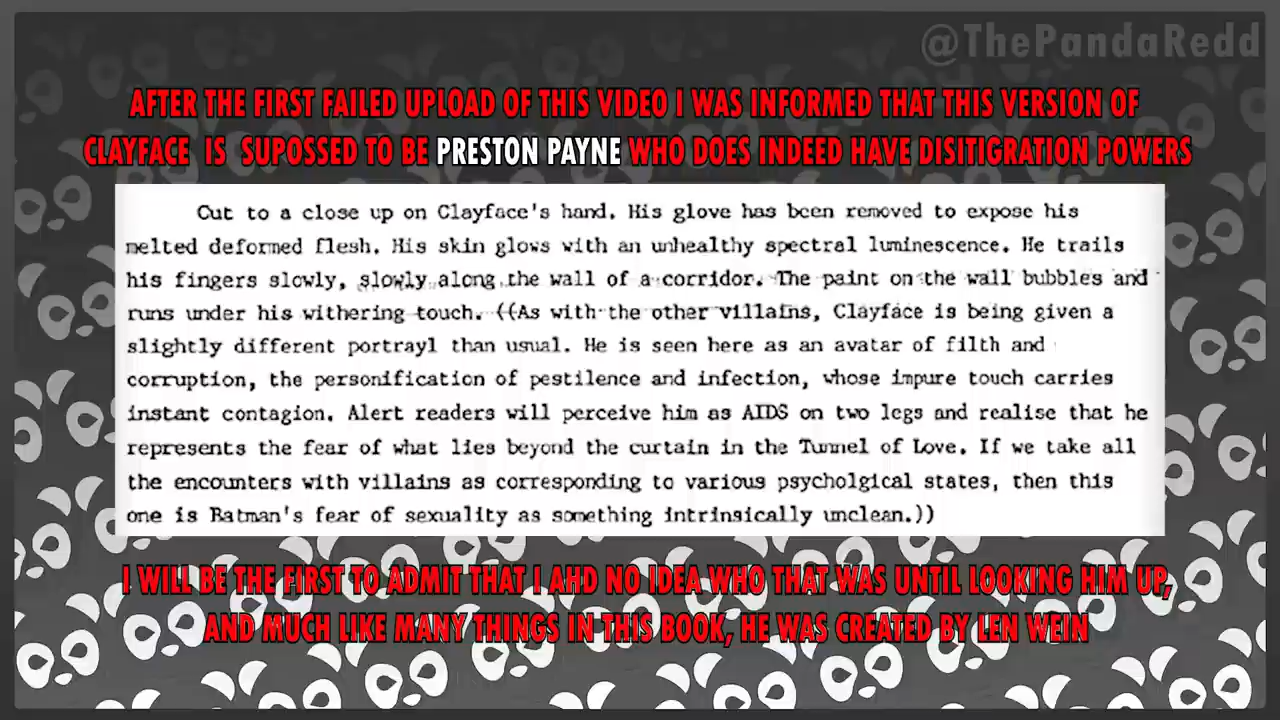 @ThePandaRedd
AFTER THE FIRST FAILED UPLOAD OF THIS VIDEO I WAS INFORMED THAT THIS VERSION OF
CLAYFACE IS SUPOSSED TO BE PRESTON PAYNE WHO DOES INDEED HAVE DISITIGRATION POWERS
Cut to a close up on Clayface's hand. His glove has been removed to expose his
melted deformed flesh. His skin glows with an unhealthy spectral luminescence. He trails
his fingers slowly, slowly along the wall of a corridor. The paint on the wall bubbles and
runs under his withering touch. ((As with the other villains, Clayface is being given a
slightly different portrayl than usual. He is seen here as an avatar of filth and
corruption, the personification of pestilence and infection, whose impure touch carries
instant contagion. Alert readers will perceive him as AIDS on two legs and realise that he
represents the fear of what lies beyond the curtain in the Tunnel of Love. If we take all
the encounters with villains as corresponding to various psycholgical states, then this
one is Batman's fear of sexuality as something intrinsically unclean.))
I WILL BE THE FIRST TO ADMIT THAT I AHD NO IDEA WHO THAT WAS UNTIL LOOKING HIM UP,
AND MUCH LIKE MANY THINGS IN THIS BOOK, HE WAS CREATED BY LEN WEIN